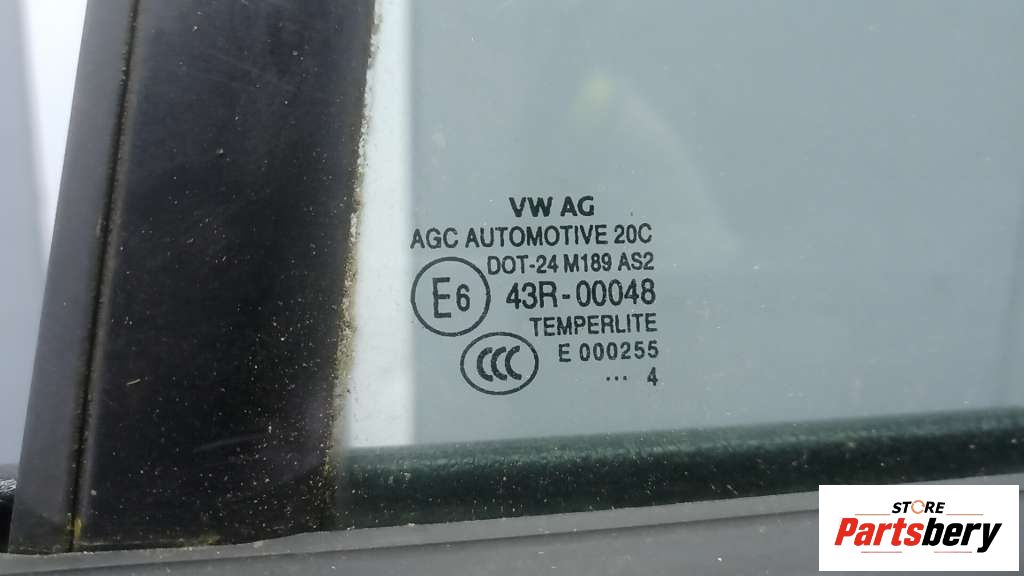 VW AG
AGC AUTOMOTIVE 20C
DOT-24 M189 AS2
E6 43R-00048
TEMPERLITE
CCC E 000255
... 4
STORE
Partsbery